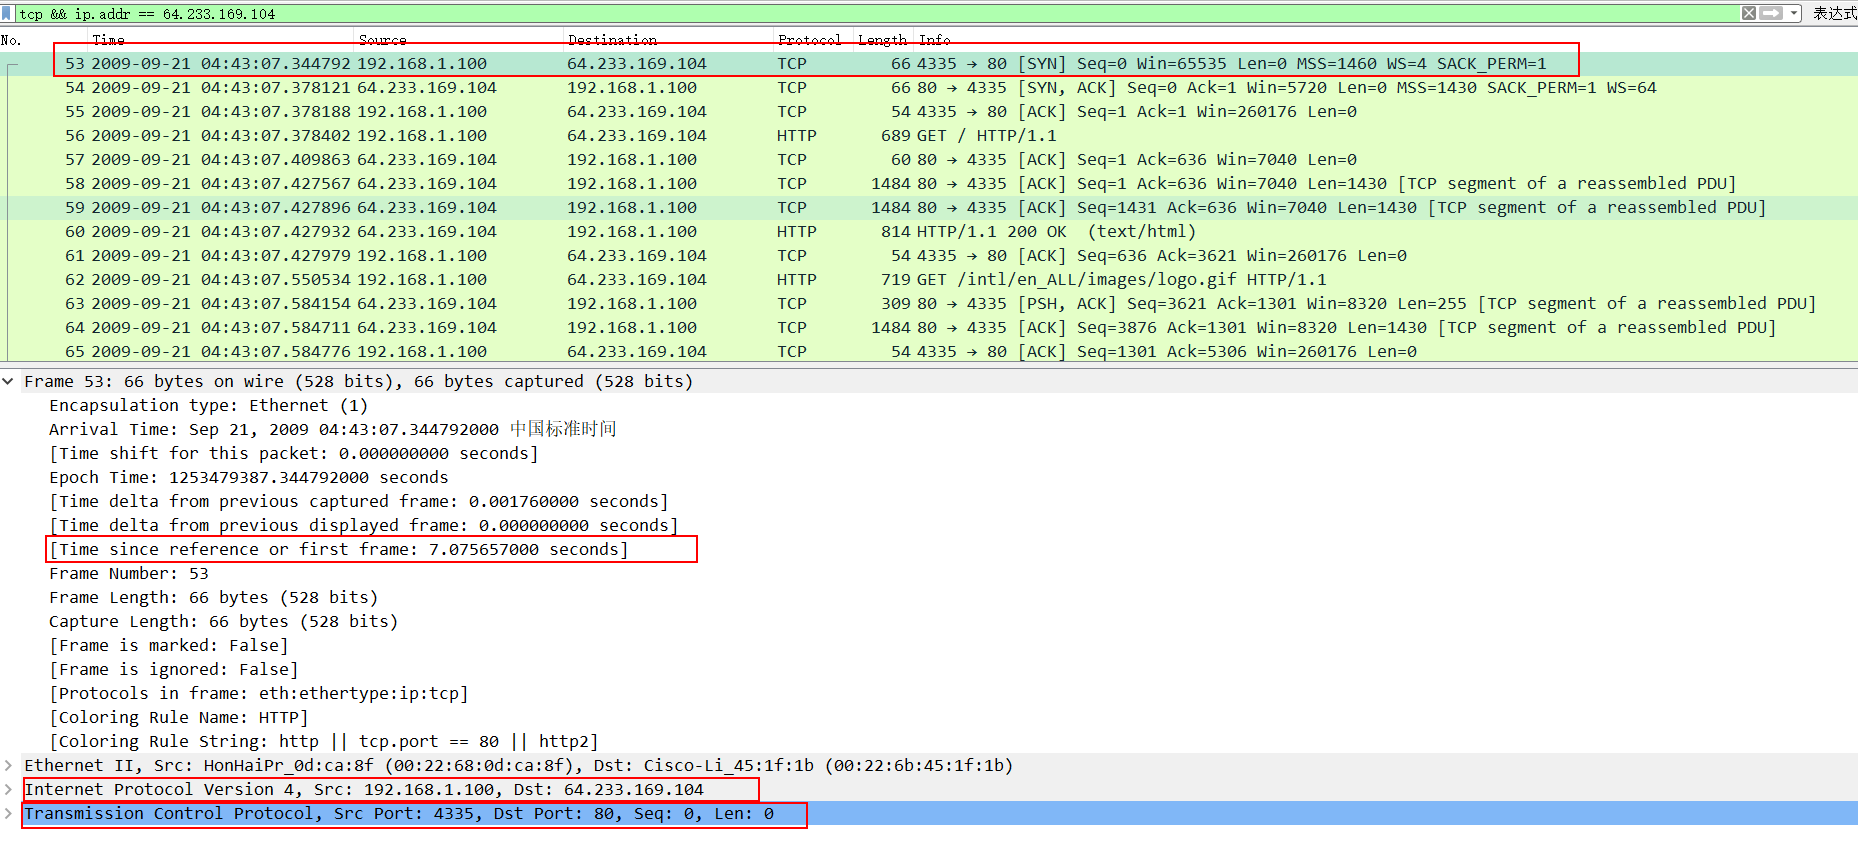 tcp && ip.addr == 64.233.169.104 表达式
No. Time Source Destination Protocol Length Info
53 2009-09-21 04:43:07.344792 192.168.1.100 64.233.169.104 TCP 66 4335 → 80 [SYN] Seq=0 Win=65535 Len=0 MSS=1460 WS=4 SACK_PERM=1
54 2009-09-21 04:43:07.378121 64.233.169.104 192.168.1.100 TCP 66 80 → 4335 [SYN, ACK] Seq=0 Ack=1 Win=5720 Len=0 MSS=1430 SACK_PERM=1 WS=64
55 2009-09-21 04:43:07.378188 192.168.1.100 64.233.169.104 TCP 54 4335 → 80 [ACK] Seq=1 Ack=1 Win=260176 Len=0
56 2009-09-21 04:43:07.378402 192.168.1.100 64.233.169.104 HTTP 689 GET / HTTP/1.1
57 2009-09-21 04:43:07.409863 64.233.169.104 192.168.1.100 TCP 60 80 → 4335 [ACK] Seq=1 Ack=636 Win=7040 Len=0
58 2009-09-21 04:43:07.427567 64.233.169.104 192.168.1.100 TCP 1484 80 → 4335 [ACK] Seq=1 Ack=636 Win=7040 Len=1430 [TCP segment of a reassembled PDU]
59 2009-09-21 04:43:07.427896 64.233.169.104 192.168.1.100 TCP 1484 80 → 4335 [ACK] Seq=1431 Ack=636 Win=7040 Len=1430 [TCP segment of a reassembled PDU]
60 2009-09-21 04:43:07.427932 64.233.169.104 192.168.1.100 HTTP 814 HTTP/1.1 200 OK (text/html)
61 2009-09-21 04:43:07.427979 192.168.1.100 64.233.169.104 TCP 54 4335 → 80 [ACK] Seq=636 Ack=3621 Win=260176 Len=0
62 2009-09-21 04:43:07.550534 192.168.1.100 64.233.169.104 HTTP 719 GET /intl/en_ALL/images/logo.gif HTTP/1.1
63 2009-09-21 04:43:07.584154 64.233.169.104 192.168.1.100 TCP 309 80 → 4335 [PSH, ACK] Seq=3621 Ack=1301 Win=8320 Len=255 [TCP segment of a reassembled PDU]
64 2009-09-21 04:43:07.584711 64.233.169.104 192.168.1.100 TCP 1484 80 → 4335 [ACK] Seq=3876 Ack=1301 Win=8320 Len=1430 [TCP segment of a reassembled PDU]
65 2009-09-21 04:43:07.584776 192.168.1.100 64.233.169.104 TCP 54 4335 → 80 [ACK] Seq=1301 Ack=5306 Win=260176 Len=0
Frame 53: 66 bytes on wire (528 bits), 66 bytes captured (528 bits)
Encapsulation type: Ethernet (1)
Arrival Time: Sep 21, 2009 04:43:07.344792000 中国标准时间
[Time shift for this packet: 0.000000000 seconds]
Epoch Time: 1253479387.344792000 seconds
[Time delta from previous captured frame: 0.001760000 seconds]
[Time delta from previous displayed frame: 0.000000000 seconds]
[Time since reference or first frame: 7.075657000 seconds]
Frame Number: 53
Frame Length: 66 bytes (528 bits)
Capture Length: 66 bytes (528 bits)
[Frame is marked: False]
[Frame is ignored: False]
[Protocols in frame: eth:ethertype:ip:tcp]
[Coloring Rule Name: HTTP]
[Coloring Rule String: http || tcp.port == 80 || http2]
Ethernet II, Src: HonHaiPr_0d:ca:8f (00:22:68:0d:ca:8f), Dst: Cisco-Li_45:1f:1b (00:22:6b:45:1f:1b)
Internet Protocol Version 4, Src: 192.168.1.100, Dst: 64.233.169.104
Transmission Control Protocol, Src Port: 4335, Dst Port: 80, Seq: 0, Len: 0